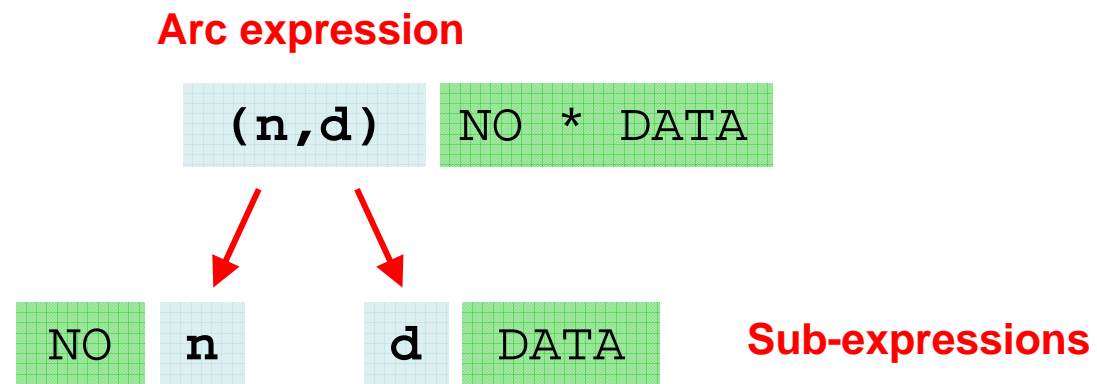 Arc expression
(n,d) NO * DATA
NO n d DATA Sub-expressions